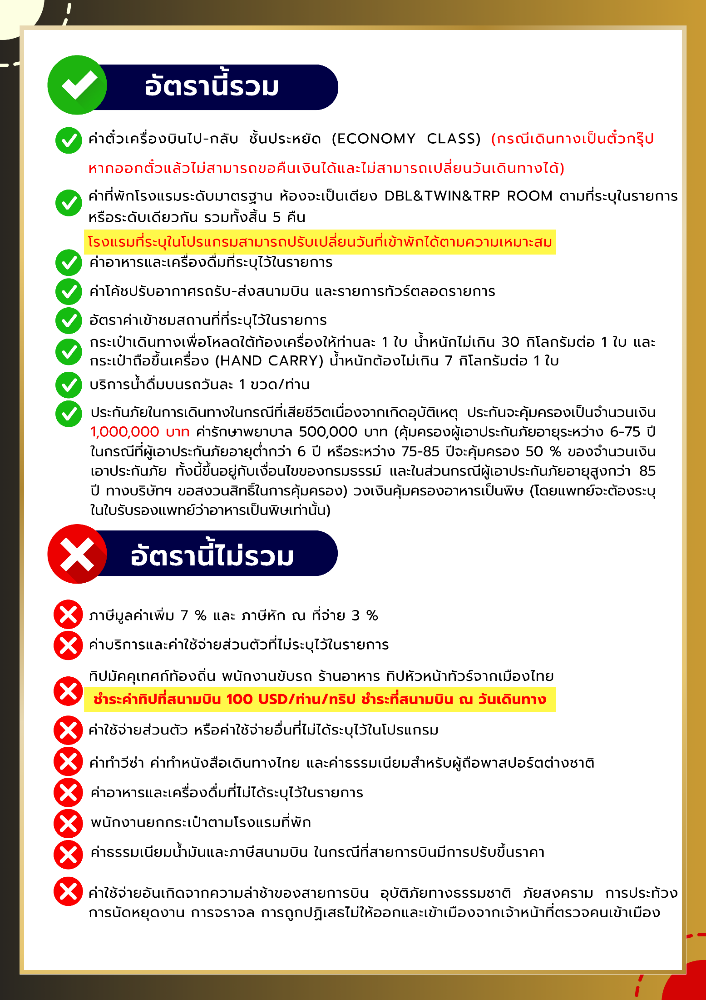 อัตรานี้รวม
ค่าตั๋วเครื่องบินไป-กลับ ชั้นประหยัด (ECONOMY CLASS) (กรณีเดินทางเป็นตั๋วกรุ๊ป
หากออกตั๋วแล้วไม่สามารถขอคืนเงินได้และไม่สามารถเปลี่ยนวันเดินทางได้)
ค่าที่พักโรงแรมระดับมาตรฐาน ห้องจะเป็นเตียง DBL&TWIN&TRP ROOM ตามที่ระบุในรายการ
หรือระดับเดียวกัน รวมทั้งสิ้น 5 คืน
โรงแรมที่ระบุในโปรแกรมสามารถปรับเปลี่ยนวันที่เข้าพักได้ตามความเหมาะสม
ค่าอาหารและเครื่องดื่มที่ระบุไว้ในรายการ
ค่าโค้ชปรับอากาศรถรับ-ส่งสนามบิน และรายการทัวร์ตลอดรายการ
อัตราค่าเข้าชมสถานที่ที่ระบุไว้ในรายการ
กระเป๋าเดินทางเพื่อโหลดใต้ท้องเครื่องให้ท่านละ 1 ใบ น้ำหนักไม่เกิน 30 กิโลกรัมต่อ 1 ใบ และ
กระเป๋าถือขึ้นเครื่อง (HAND CARRY) น้ำหนักต้องไม่เกิน 7 กิโลกรัมต่อ 1 ใบ
บริการน้ำดื่มบนรถวันละ 1 ขวด/ท่าน
ประกันภัยในการเดินทางในกรณีที่เสียชีวิตเนื่องจากเกิดอุบัติเหตุ ประกันจะคุ้มครองเป็นจำนวนเงิน
1,000,000 บาท ค่ารักษาพยาบาล 500,000 บาท (คุ้มครองผู้เอาประกันภัยอายุระหว่าง 6-75 ปี
ในกรณีที่ผู้เอาประกันภัยอายุต่ำกว่า 6 ปี หรือระหว่าง 75-85 ปีจะคุ้มครอง 50 % ของจำนวนเงิน
เอาประกันภัย ทั้งนี้ขึ้นอยู่กับเงื่อนไขของกรมธรรม์ และในส่วนกรณีผู้เอาประกันภัยอายุสูงกว่า 85
ปี ทางบริษัทฯ ขอสงวนสิทธิ์ในการคุ้มครอง) วงเงินคุ้มครองอาหารเป็นพิษ (โดยแพทย์จะต้องระบุ
ในใบรับรองแพทย์ว่าอาหารเป็นพิษเท่านั้น)
อัตรานี้ไม่รวม
ภาษีมูลค่าเพิ่ม 7 % และ ภาษีหัก ณ ที่จ่าย 3 %
ค่าบริการและค่าใช้จ่ายส่วนตัวที่ไม่ระบุไว้ในรายการ
ทิปมัคคุเทศก์ท้องถิ่น พนักงานขับรถ ร้านอาหาร ทิปหัวหน้าทัวร์จากเมืองไทย
ชำระค่าทิปที่สนามบิน 100 USD/ท่าน/ทริป ชำระที่สนามบิน ณ วันเดินทาง
ค่าใช้จ่ายส่วนตัว หรือค่าใช้จ่ายอื่นที่ไม่ได้ระบุไว้ในโปรแกรม
ค่าทำวีซ่า ค่าทำหนังสือเดินทางไทย และค่าธรรมเนียมสำหรับผู้ถือพาสปอร์ตต่างชาติ
ค่าอาหารและเครื่องดื่มที่ไม่ได้ระบุไว้ในรายการ
พนักงานยกกระเป๋าตามโรงแรมที่พัก
ค่าธรรมเนียมน้ำมันและภาษีสนามบิน ในกรณีที่สายการบินมีการปรับขึ้นราคา
ค่าใช้จ่ายอันเกิดจากความล่าช้าของสายการบิน อุบัติภัยทางธรรมชาติ ภัยสงคราม การประท้วง
การนัดหยุดงาน การจราจล การถูกปฏิเสธไม่ให้ออกและเข้าเมืองจากเจ้าหน้าที่ตรวจคนเข้าเมือง